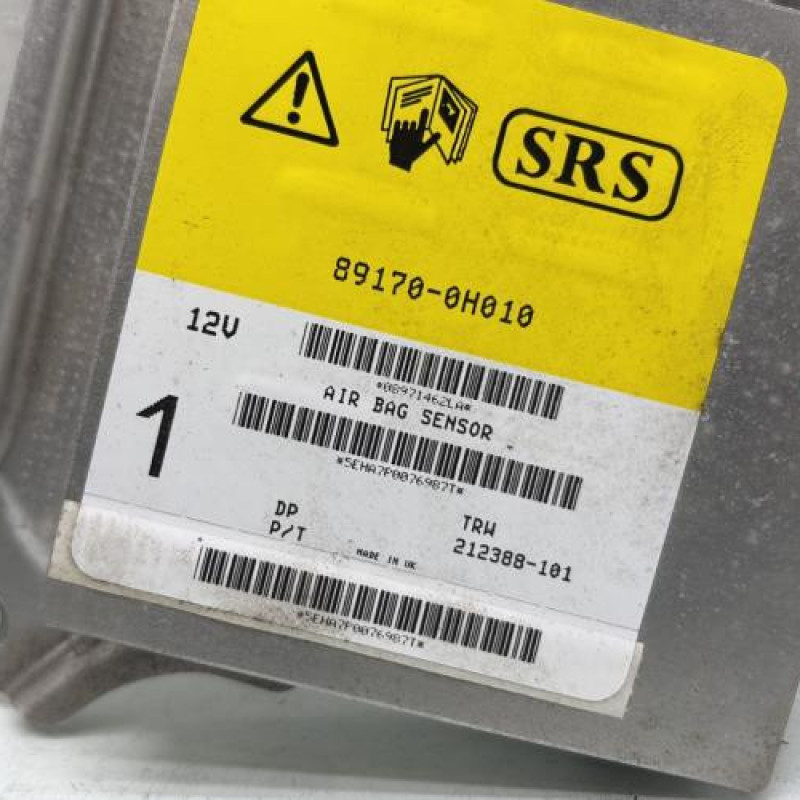 SRS
89170-0H010
12V
*08971462LA*
AIR BAG SENSOR
1
*5EHA7P0076987T*
DP
P/T
TRW
212388-101
MADE IN UK
*5EHA7P0076987T*